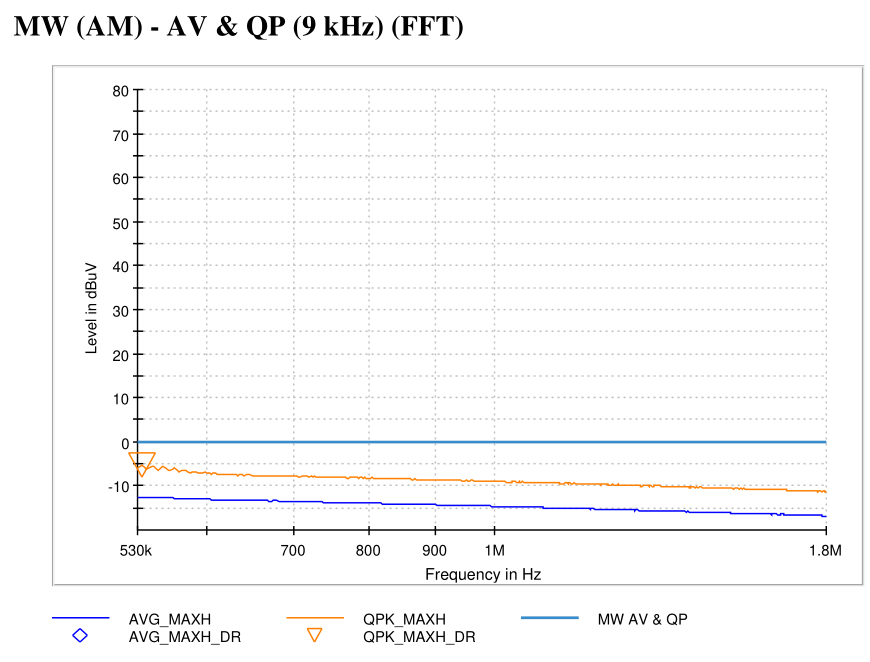 MW (AM) - AV & QP (9 kHz) (FFT)
80
70
60
50
40
30
20
10
0
-10
Level in dBuV
530k 700 800 900 1M 1.8M
Frequency in Hz
AVG_MAXH QPK_MAXH MW AV & QP
AVG_MAXH_DR QPK_MAXH_DR